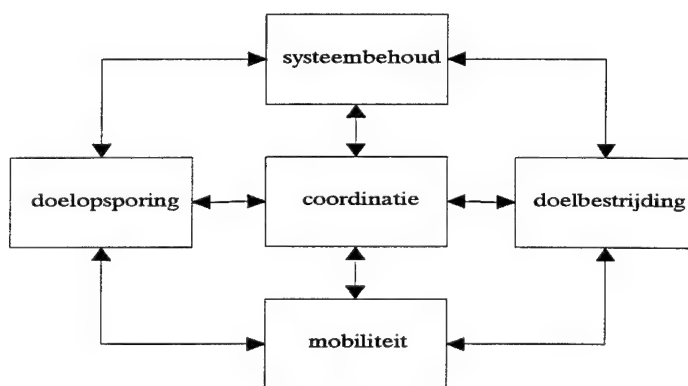 systeembehoud
doelopsporing
coordinatie
doelbestrijding
mobiliteit